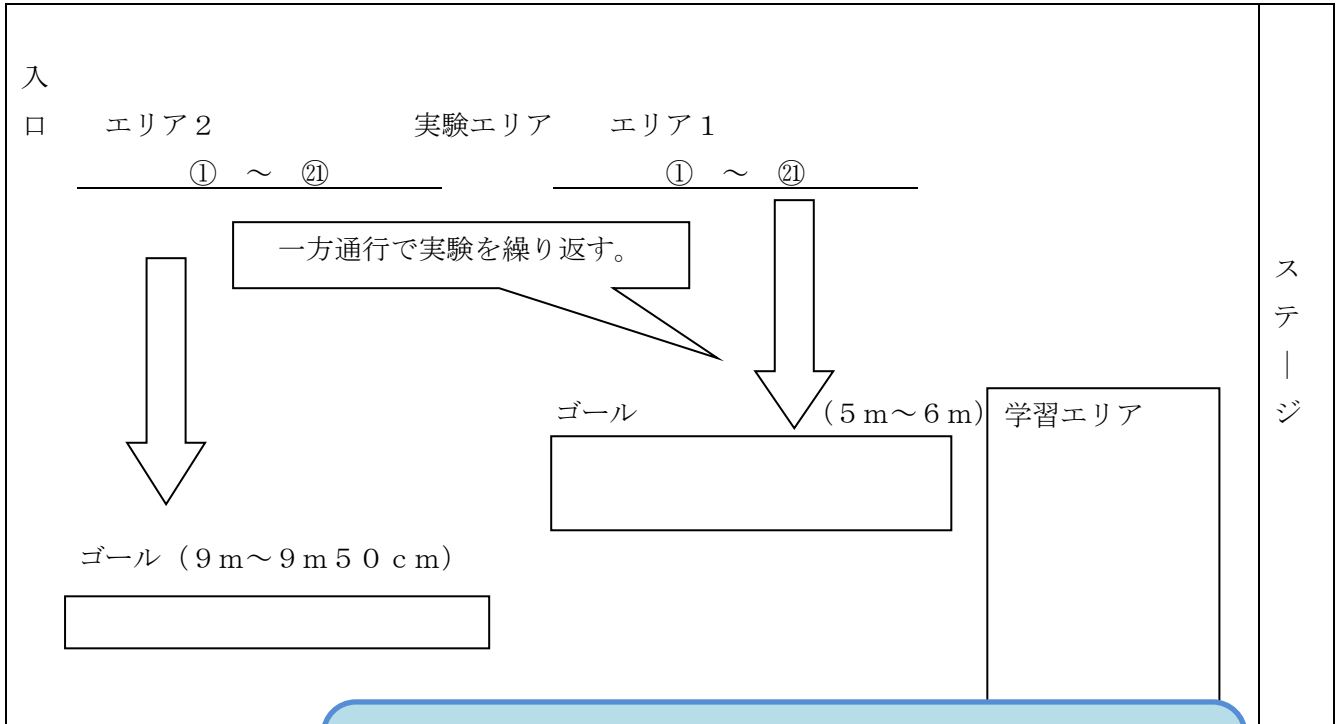 入口
エリア２　実験エリア　エリア１
① ～ ㉑　① ～ ㉑
一方通行で実験を繰り返す。
ステージ
ゴール　（５ｍ～６ｍ）　学習エリア
ゴール（９ｍ～９ｍ５０ｃｍ）